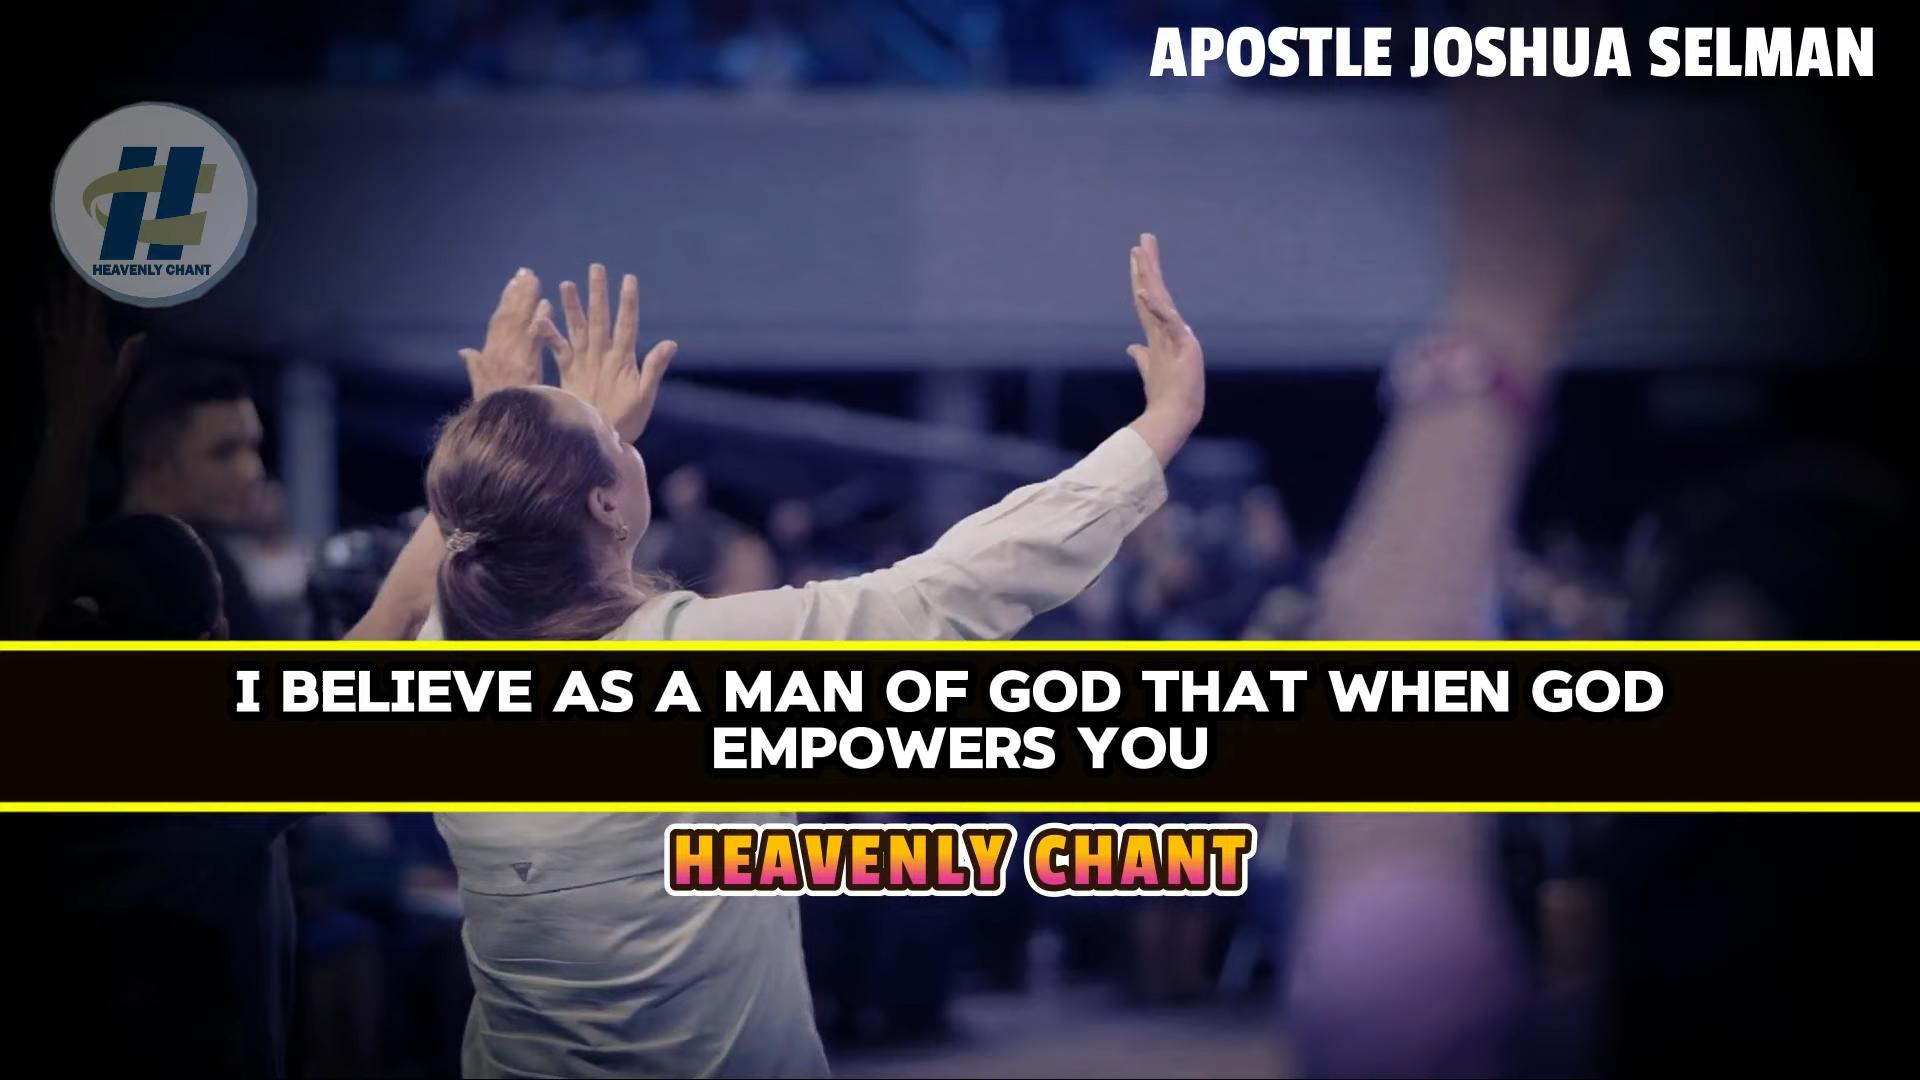 APOSTLE JOSHUA SELMAN
HEAVENLY CHANT
I BELIEVE AS A MAN OF GOD THAT WHEN GOD
EMPOWERS YOU
HEAVENLY CHANT